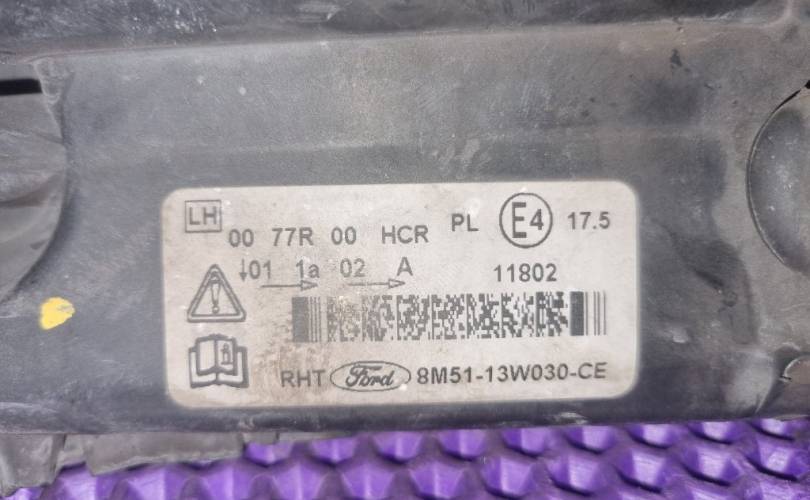 LH
00 77R 00 HCR PL E4 17.5
↓01 1a 02 A 11802
RHT Ford 8M51-13W030-CE